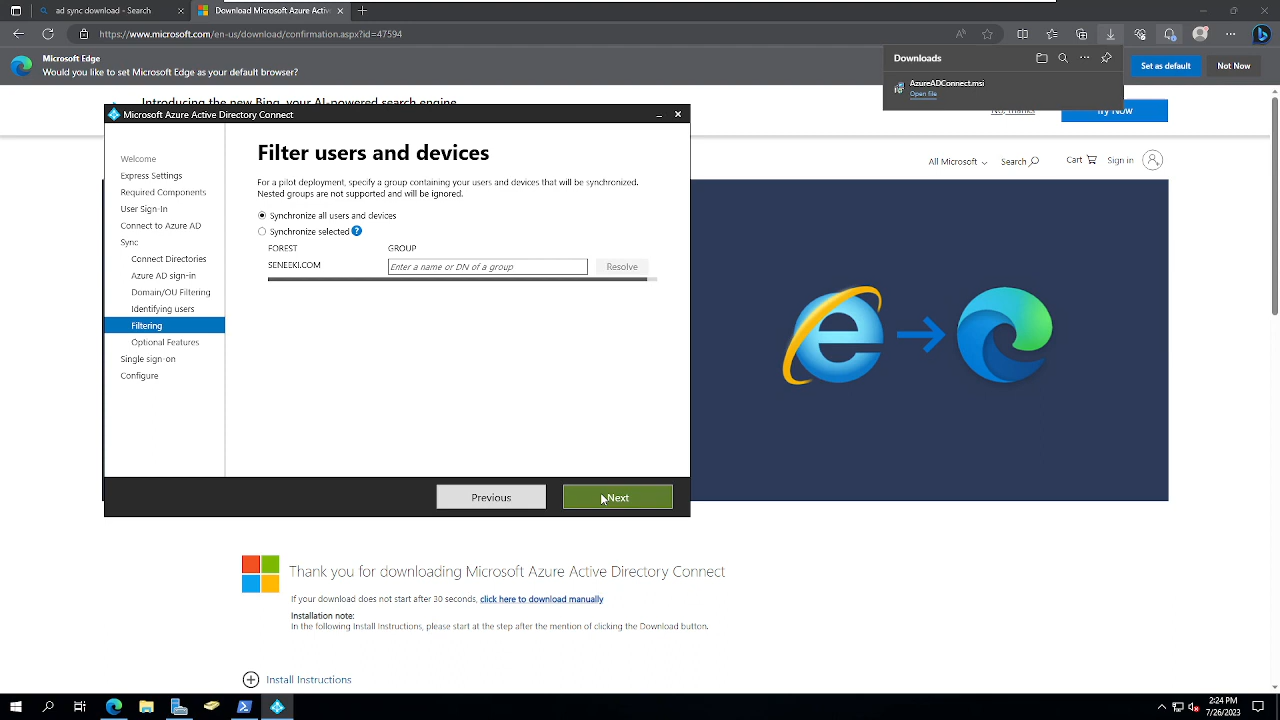 ad sync download - Search
Download Microsoft Azure Active
https://www.microsoft.com/en-us/download/confirmation.aspx?id=47594
Microsoft Edge
Would you like to set Microsoft Edge as your default browser?
Downloads
AzureADConnect.msi
Open file
Set as default
Not Now
Introducing the new Bing, your AI-powered search engine
No, thanks
Try Now
All Microsoft
Search
Cart
Sign in
Microsoft Azure Active Directory Connect
Welcome
Express Settings
Required Components
User Sign-In
Connect to Azure AD
Sync
Connect Directories
Azure AD sign-in
Domain/OU Filtering
Identifying users
Filtering
Optional Features
Single sign-on
Configure
Filter users and devices
For a pilot deployment, specify a group containing your users and devices that will be synchronized.
Nested groups are not supported and will be ignored.
Synchronize all users and devices
Synchronize selected ?
FOREST GROUP
SENEEKI.COM Enter a name or DN of a group Resolve
Previous
Next
Thank you for downloading Microsoft Azure Active Directory Connect
If your download does not start after 30 seconds, click here to download manually
Installation note:
In the following Install Instructions, please start at the step after the mention of clicking the Download button.
Install Instructions
2:24 PM
7/26/2023